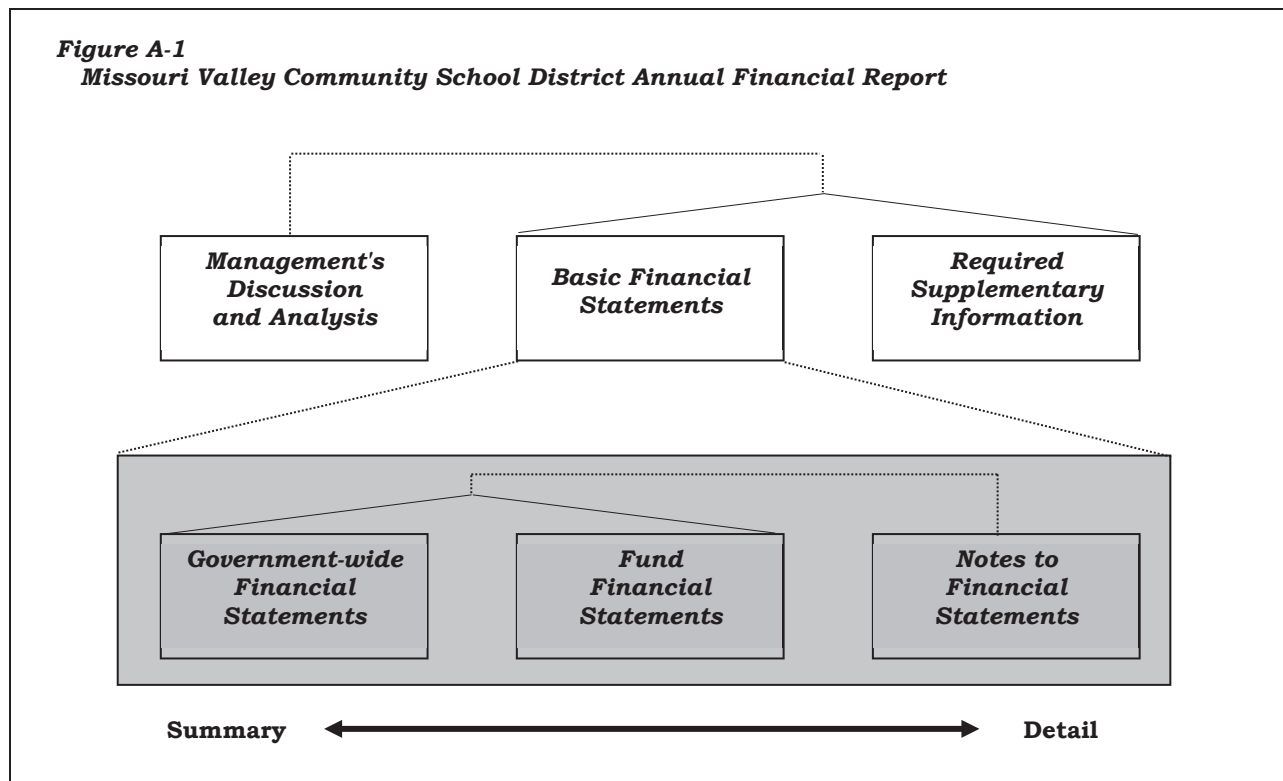 Figure A-1
Missouri Valley Community School District Annual Financial Report
Management's
Discussion
and Analysis
Basic Financial
Statements
Required
Supplementary
Information
Government-wide
Financial
Statements
Fund
Financial
Statements
Notes to
Financial
Statements
Summary
Detail